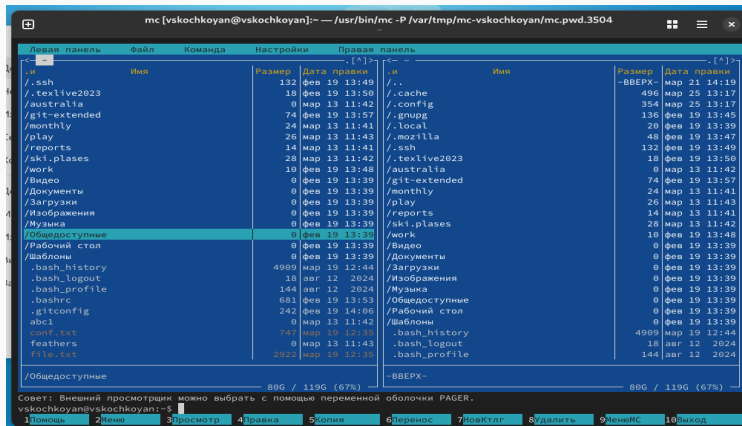 mc [vskochkoyan@vskochkoyan]:~ — /usr/bin/mc -P /var/tmp/mc-vskochkoyan/mc.pwd.3504
~
Левая панель Файл Команда Настройки Правая панель
<— ~ .[^]>
.и Имя Размер Дата правки
/.ssh 132 фев 19 13:49
/.texlive2023 18 фев 19 13:50
/australia 0 мар 13 11:42
/git-extended 74 фев 19 13:57
/monthly 24 мар 13 11:41
/play 26 мар 13 11:43
/reports 14 мар 13 11:41
/ski.plases 28 мар 13 11:42
/work 10 фев 19 13:48
/Видео 0 фев 19 13:39
/Документы 0 фев 19 13:39
/Загрузки 0 фев 19 13:39
/Изображения 0 фев 19 13:39
/Музыка 0 фев 19 13:39
/Общедоступные 0 фев 19 13:39
/Рабочий стол 0 фев 19 13:39
/Шаблоны 0 фев 19 13:39
.bash_history 4909 мар 19 12:44
.bash_logout 18 авг 12 2024
.bash_profile 144 авг 12 2024
.bashrc 681 фев 19 13:53
.gitconfig 242 фев 19 14:06
abc1 0 мар 13 11:42
conf.txt 747 мар 19 12:35
feathers 0 мар 13 11:43
file.txt 2922 мар 19 12:35
/Общедоступные
80G / 119G (67%)
<— ~ .[^]>
.и Имя Размер Дата правки
/.. -ВВЕРХ- мар 21 14:19
/.cache 496 мар 25 13:17
/.config 354 мар 25 13:17
/.gnupg 136 фев 19 13:45
/.local 20 фев 19 13:39
/.mozilla 48 фев 19 13:47
/.ssh 132 фев 19 13:49
/.texlive2023 18 фев 19 13:50
/australia 0 мар 13 11:42
/git-extended 74 фев 19 13:57
/monthly 24 мар 13 11:41
/play 26 мар 13 11:43
/reports 14 мар 13 11:41
/ski.plases 28 мар 13 11:42
/work 10 фев 19 13:48
/Видео 0 фев 19 13:39
/Документы 0 фев 19 13:39
/Загрузки 0 фев 19 13:39
/Изображения 0 фев 19 13:39
/Музыка 0 фев 19 13:39
/Общедоступные 0 фев 19 13:39
/Рабочий стол 0 фев 19 13:39
/Шаблоны 0 фев 19 13:39
.bash_history 4909 мар 19 12:44
.bash_logout 18 авг 12 2024
.bash_profile 144 авг 12 2024
-ВВЕРХ-
80G / 119G (67%)
Совет: Внешний просмотрщик можно выбрать с помощью переменной оболочки PAGER.
vskochkoyan@vskochkoyan:~$
1Помощь 2Меню 3Просмотр 4Правка 5Копия 6Перенос 7НовКтлг 8Удалить 9МенюMC 10Выход